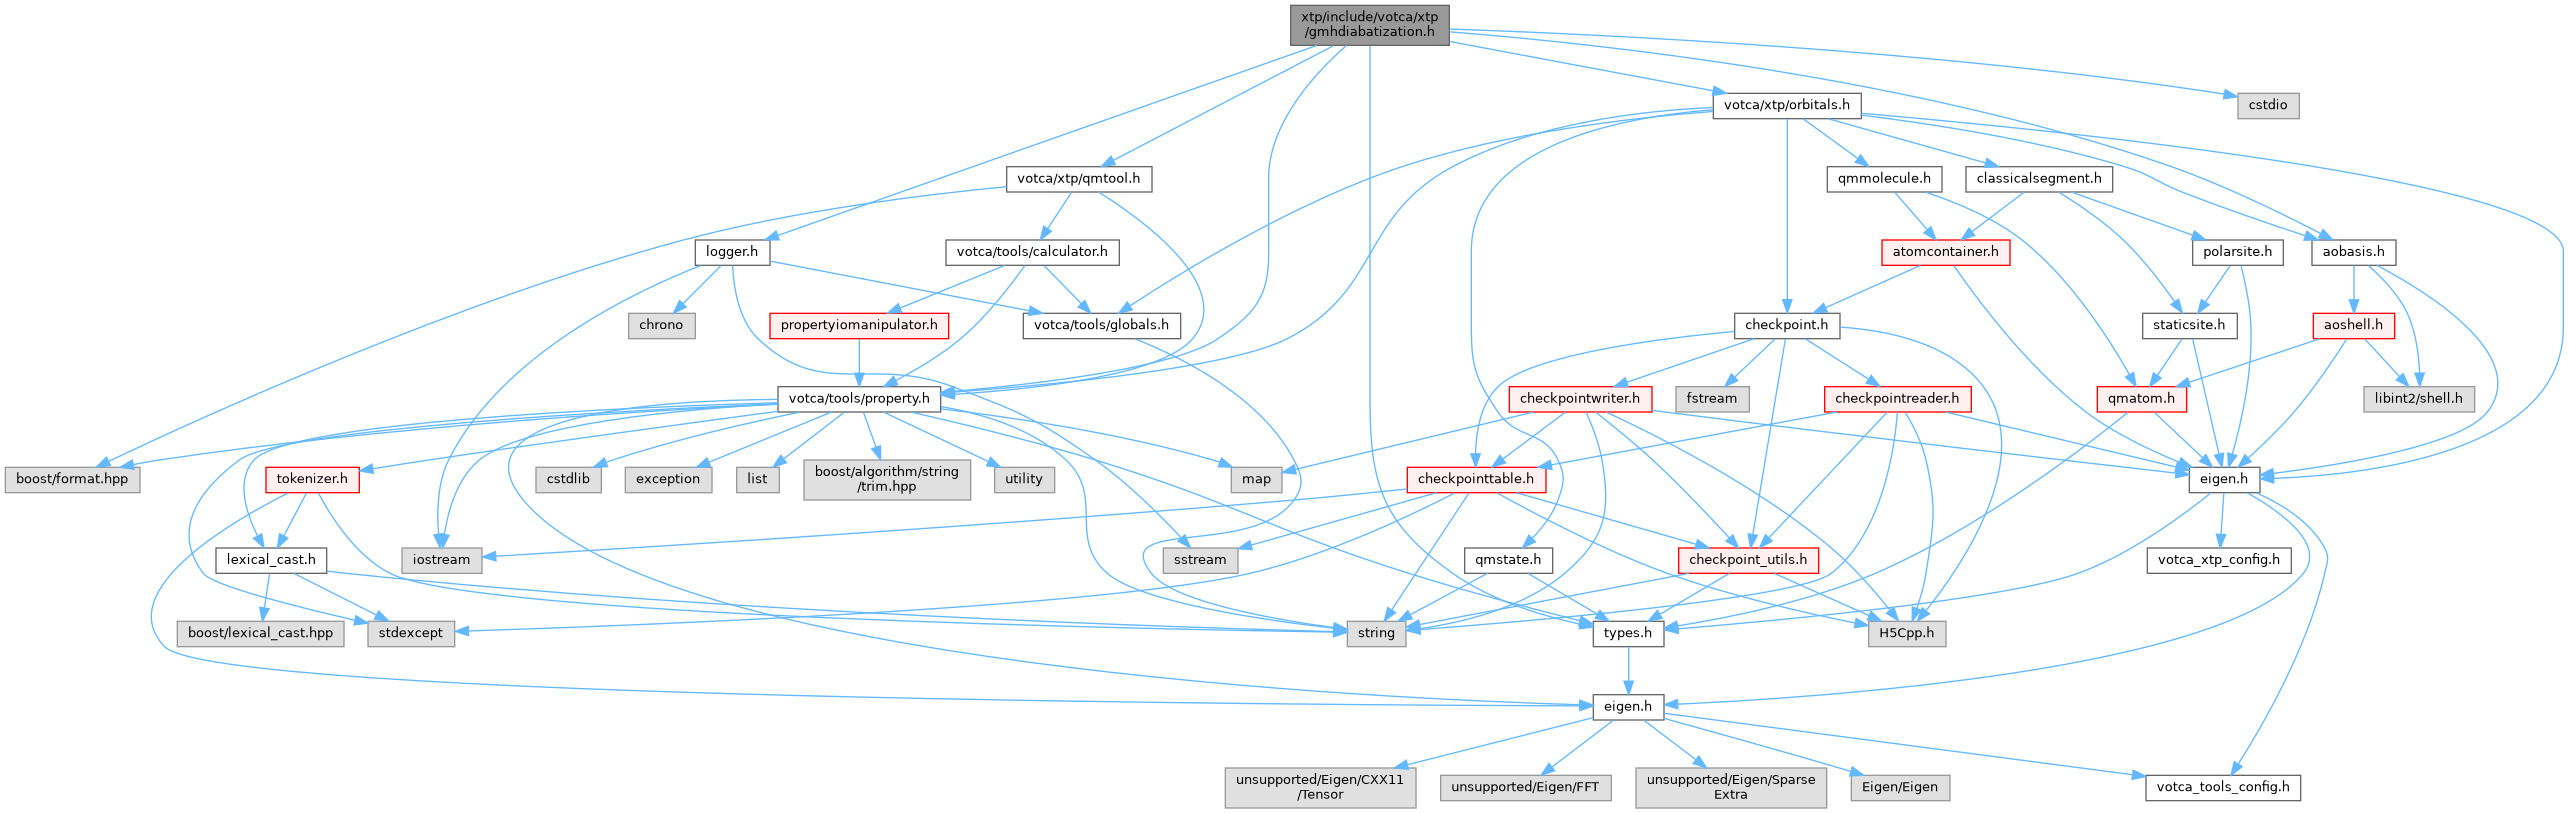 xtp/include/votca/xtp
/gmhdiabatization.h
votca/xtp/orbitals.h
cstdio
votca/xtp/qmtool.h
qmmolecule.h
classicalsegment.h
logger.h
votca/tools/calculator.h
atomcontainer.h
polarsite.h
aobasis.h
chrono
propertyiomanipulator.h
votca/tools/globals.h
checkpoint.h
staticsite.h
aoshell.h
votca/tools/property.h
checkpointwriter.h
fstream
checkpointreader.h
qmatom.h
libint2/shell.h
boost/format.hpp
tokenizer.h
cstdlib
exception
list
boost/algorithm/string
/trim.hpp
utility
map
checkpointtable.h
eigen.h
lexical_cast.h
iostream
sstream
qmstate.h
checkpoint_utils.h
votca_xtp_config.h
boost/lexical_cast.hpp
stdexcept
string
types.h
H5Cpp.h
eigen.h
unsupported/Eigen/CXX11
/Tensor
unsupported/Eigen/FFT
unsupported/Eigen/Sparse
Extra
Eigen/Eigen
votca_tools_config.h